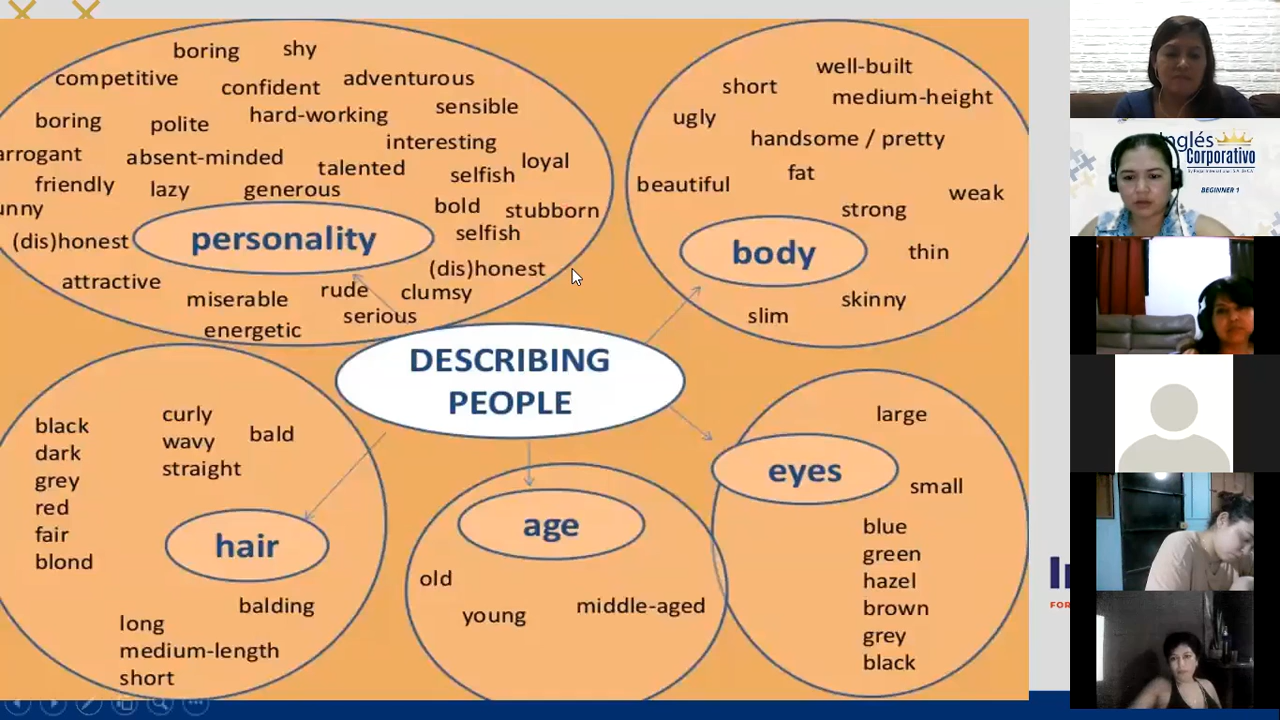 boring shy
competitive confident adventurous
hard-working sensible
boring polite
interesting
arrogant absent-minded talented loyal
friendly lazy generous selfish
bold stubborn
selfish
personality
(dis)honest
(dis)honest
attractive miserable rude clumsy
energetic serious
well-built
short medium-height
ugly
handsome / pretty
fat
beautiful weak
strong
body thin
skinny
slim
DESCRIBING
PEOPLE
black
dark
grey
red
fair
blond
curly
wavy
straight
bald
hair
balding
long
medium-length
short
age
old
young middle-aged
large
eyes
small
blue
green
hazel
brown
grey
black
Inglés
Corporativo
BEGINNER 1